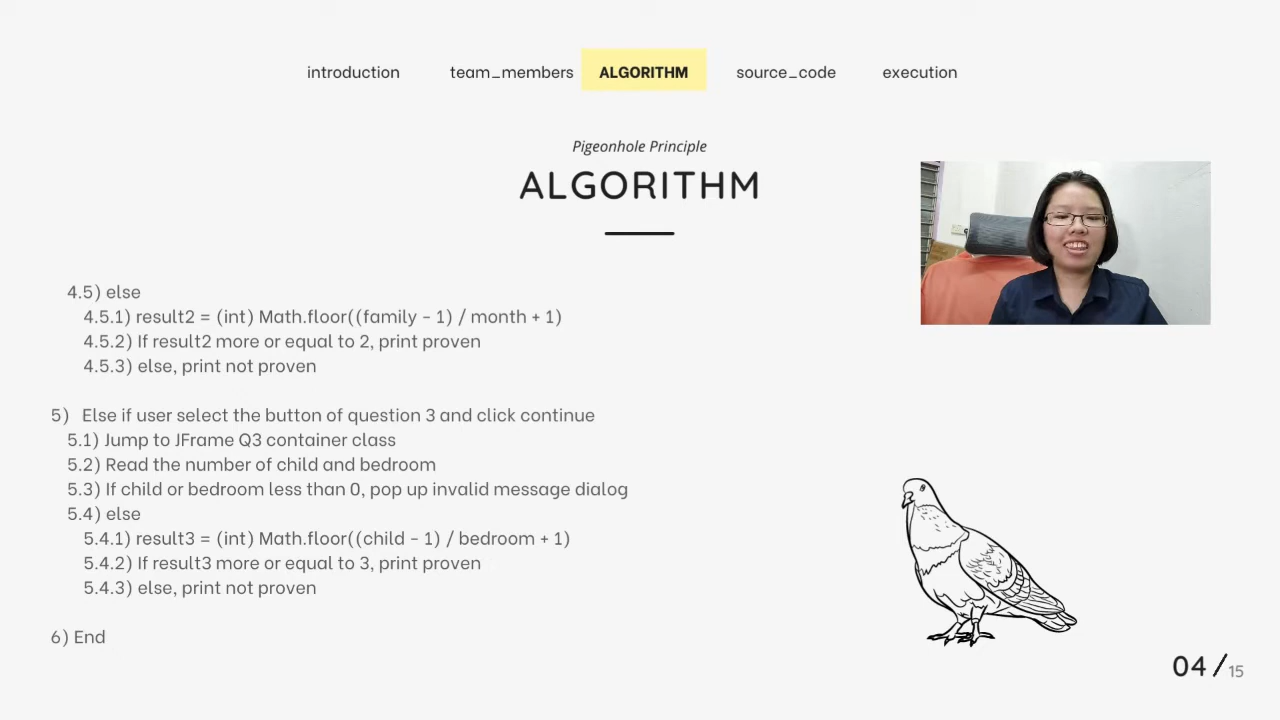 introduction
team_members
ALGORITHM
source_code
execution
Pigeonhole Principle
ALGORITHM
4.5) else
4.5.1) result2 = (int) Math.floor((family - 1) / month + 1)
4.5.2) If result2 more or equal to 2, print proven
4.5.3) else, print not proven
5) Else if user select the button of question 3 and click continue
5.1) Jump to JFrame Q3 container class
5.2) Read the number of child and bedroom
5.3) If child or bedroom less than 0, pop up invalid message dialog
5.4) else
5.4.1) result3 = (int) Math.floor((child - 1) / bedroom + 1)
5.4.2) If result3 more or equal to 3, print proven
5.4.3) else, print not proven
6) End
04 / 15